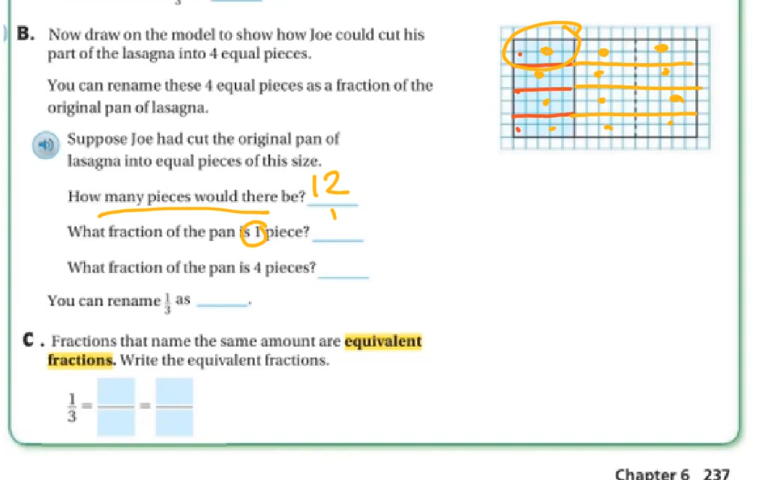 B. Now draw on the model to show how Joe could cut his
part of the lasagna into 4 equal pieces.
You can rename these 4 equal pieces as a fraction of the
original pan of lasagna.
Suppose Joe had cut the original pan of
lasagna into equal pieces of this size.
How many pieces would there be? 12
What fraction of the pan is 1 piece? 1
What fraction of the pan is 4 pieces?
You can rename 1/3 as ____.
C. Fractions that name the same amount are equivalent
fractions. Write the equivalent fractions.
1/3 = =
Chapter 6 237